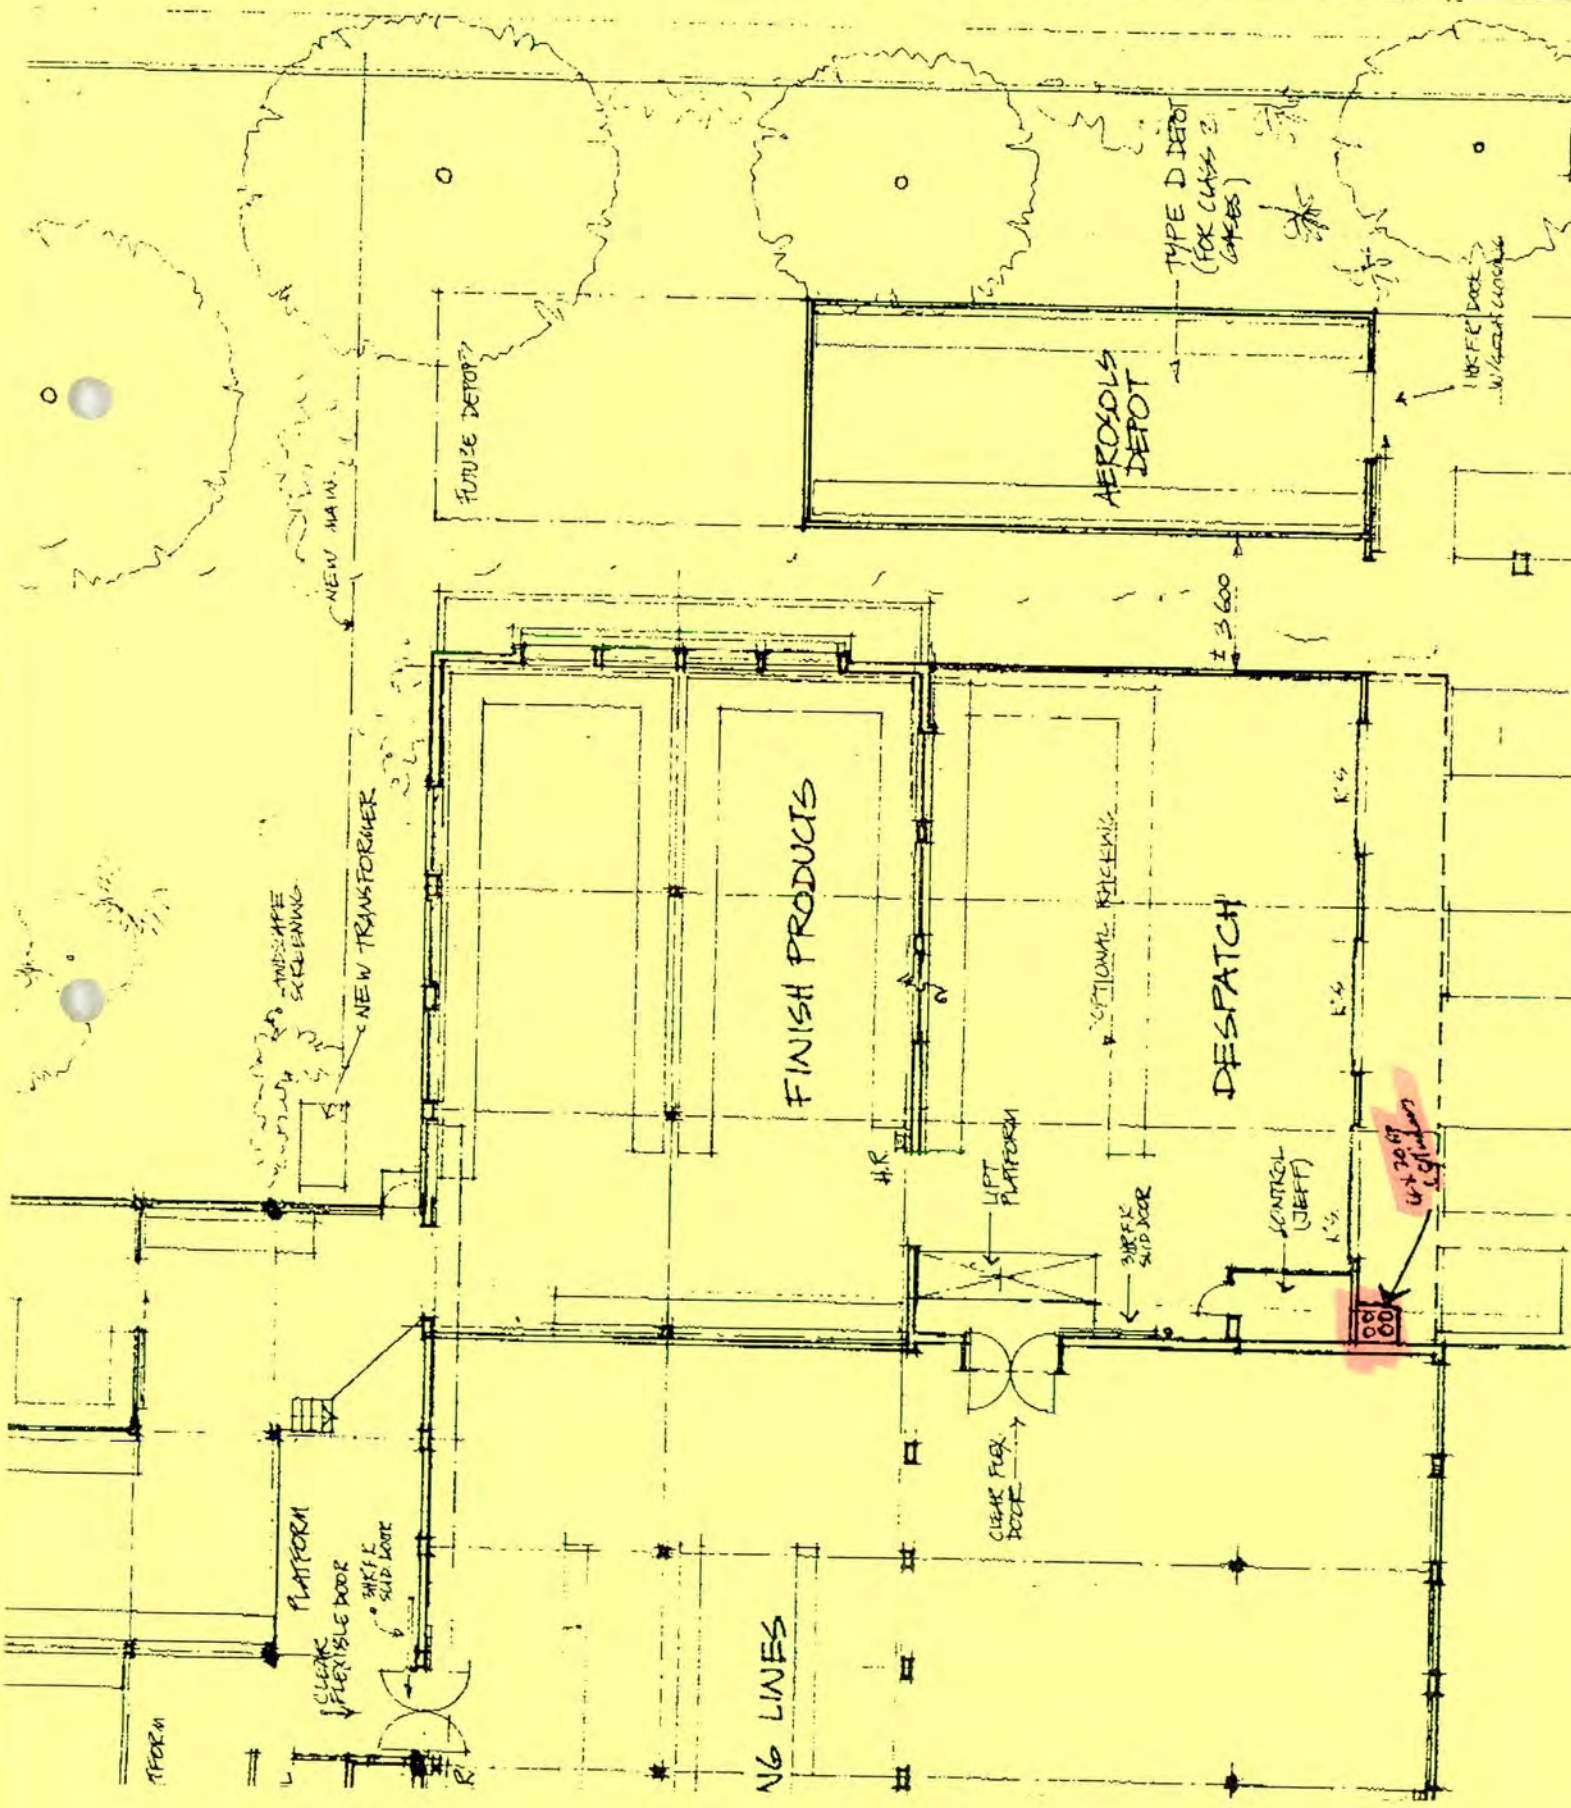 TYPE D DEPOT
(FOR CLASS 2
GASES)
FUTURE DEPOT
NEW MAIN
AEROSOLS
DEPOT
± 3600
LANDSCAPE
SCREENING
NEW TRANSFORMER
FINISH PRODUCTS
OPTIONAL RACKING
DESPATCH
R'S
R'S
R'S
H.R.
LIFT
PLATFORM
3HR F.R.
SLID DOOR
CONTROL
(JEFF)
CLEAR FLEX.
DOOR
PLATFORM
CLEAR
FLEXIBLE DOOR
3HR F.R.
SLID. DOOR
NG LINES
TFORM